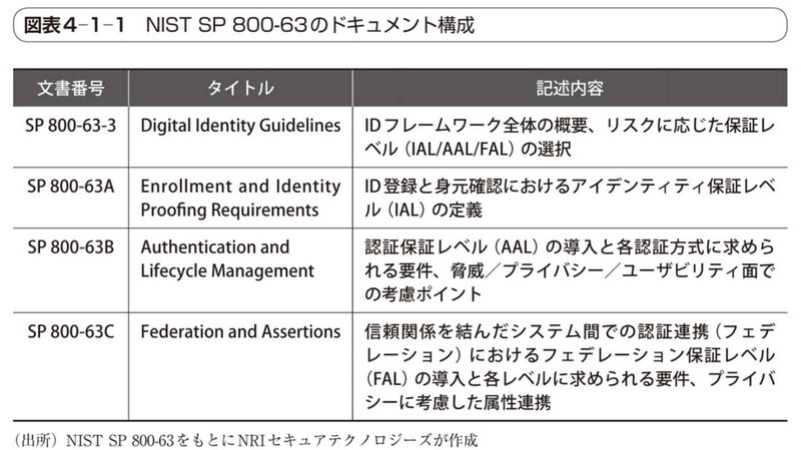 図表4-1-1 NIST SP 800-63のドキュメント構成
文書番号 タイトル 記述内容
SP 800-63-3 Digital Identity Guidelines IDフレームワーク全体の概要、リスクに応じた保証レ
ベル（IAL/AAL/FAL）の選択
SP 800-63A Enrollment and Identity ID登録と身元確認におけるアイデンティティ保証レベ
Proofing Requirements ル（IAL）の定義
SP 800-63B Authentication and 認証保証レベル（AAL）の導入と各認証方式に求めら
Lifecycle Management れる要件、脅威／プライバシー／ユーザビリティ面で
の考慮ポイント
SP 800-63C Federation and Assertions 信頼関係を結んだシステム間での認証連携（フェデ
レーション）におけるフェデレーション保証レベル
（FAL）の導入と各レベルに求められる要件、プライバ
シーに考慮した属性連携
（出所）NIST SP 800-63をもとにNRIセキュアテクノロジーズが作成